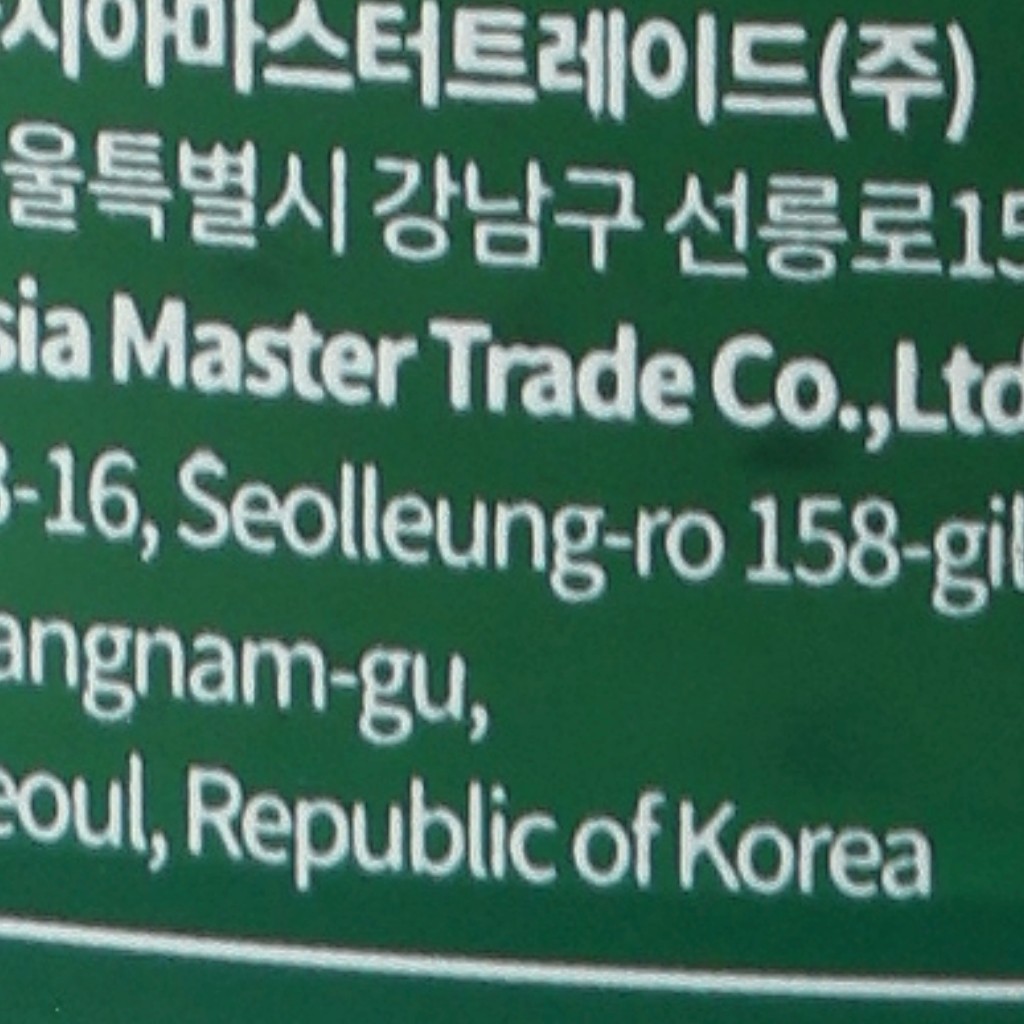 시아마스터트레이드(주)
울특별시 강남구 선릉로15
sia Master Trade Co.,Ltd
3-16, Seolleung-ro 158-gil
angnam-gu,
eoul, Republic of Korea